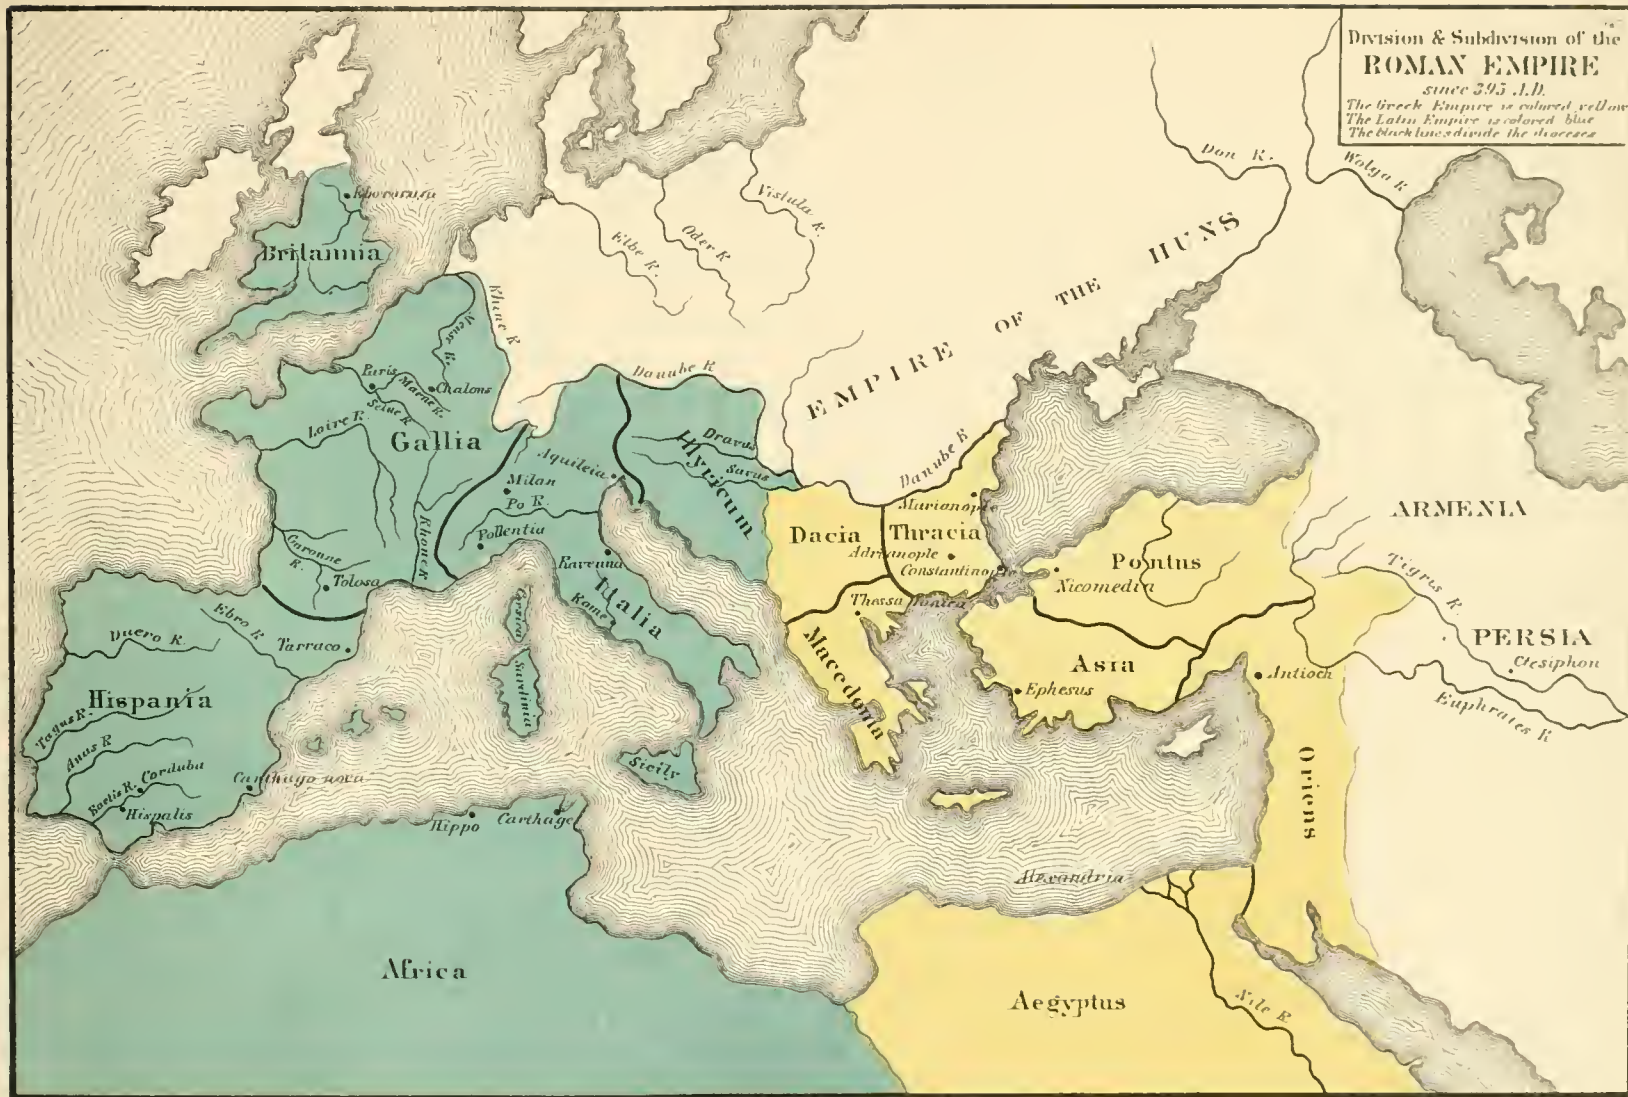 Division & Subdivision of the
ROMAN EMPIRE
since 395 A.D.
The Greek Empire is colored yellow
The Latin Empire is colored blue
The black lines divide the dioceses
Eboracum
Britannia
Rhine R.
Elbe R.
Oder R.
Vistula R.
Don R.
Wolga R.
EMPIRE OF THE HUNS
Meuse R.
Paris
Marne R.
Chalons
Seine R.
Loire R.
Gallia
Danube R.
Dravus
Savus
Illyricum
Aquileia
Milan
Po R.
Pollentia
Ravenna
Rhone R.
Garonne R.
Tolosa
Italia
Rome
Corsica
Sardinia
Sicily
Ebro R.
Duero R.
Tarraco
Hispania
Tagus R.
Anus R.
Baetis R.
Corduba
Hispalis
Carthago nova
Hippo
Carthage
Africa
Danube R.
Marianople
Dacia
Thracia
Adrianople
Constantinople
Thessalonica
Macedonia
Pontus
Nicomedia
Asia
Ephesus
ARMENIA
Tigris R.
PERSIA
Ctesiphon
Euphrates R.
Antioch
Oriens
Alexandria
Aegyptus
Nile R.